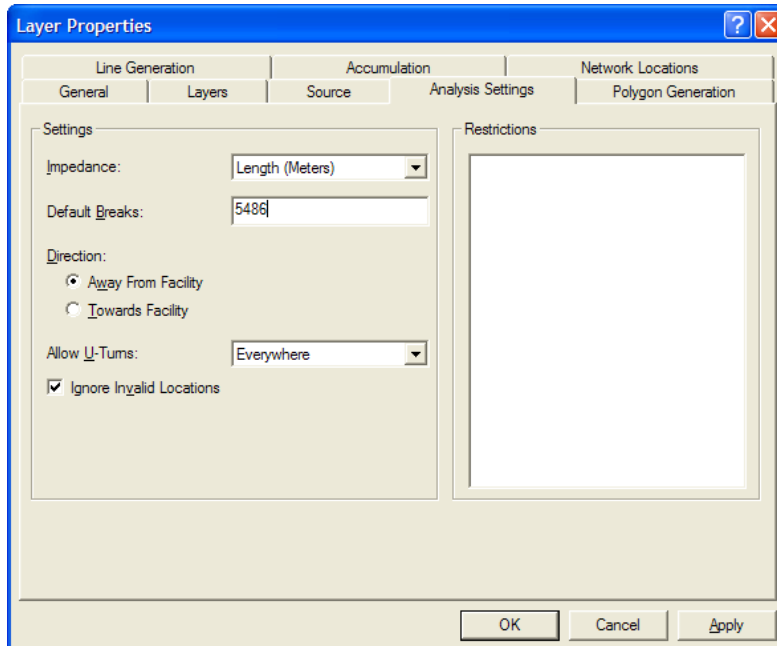 Layer Properties
Line Generation Accumulation Network Locations
General Layers Source Analysis Settings Polygon Generation
Settings Restrictions
Impedance: Length (Meters)
Default Breaks: 5486
Direction:
Away From Facility
Towards Facility
Allow U-Turns: Everywhere
Ignore Invalid Locations
OK Cancel Apply